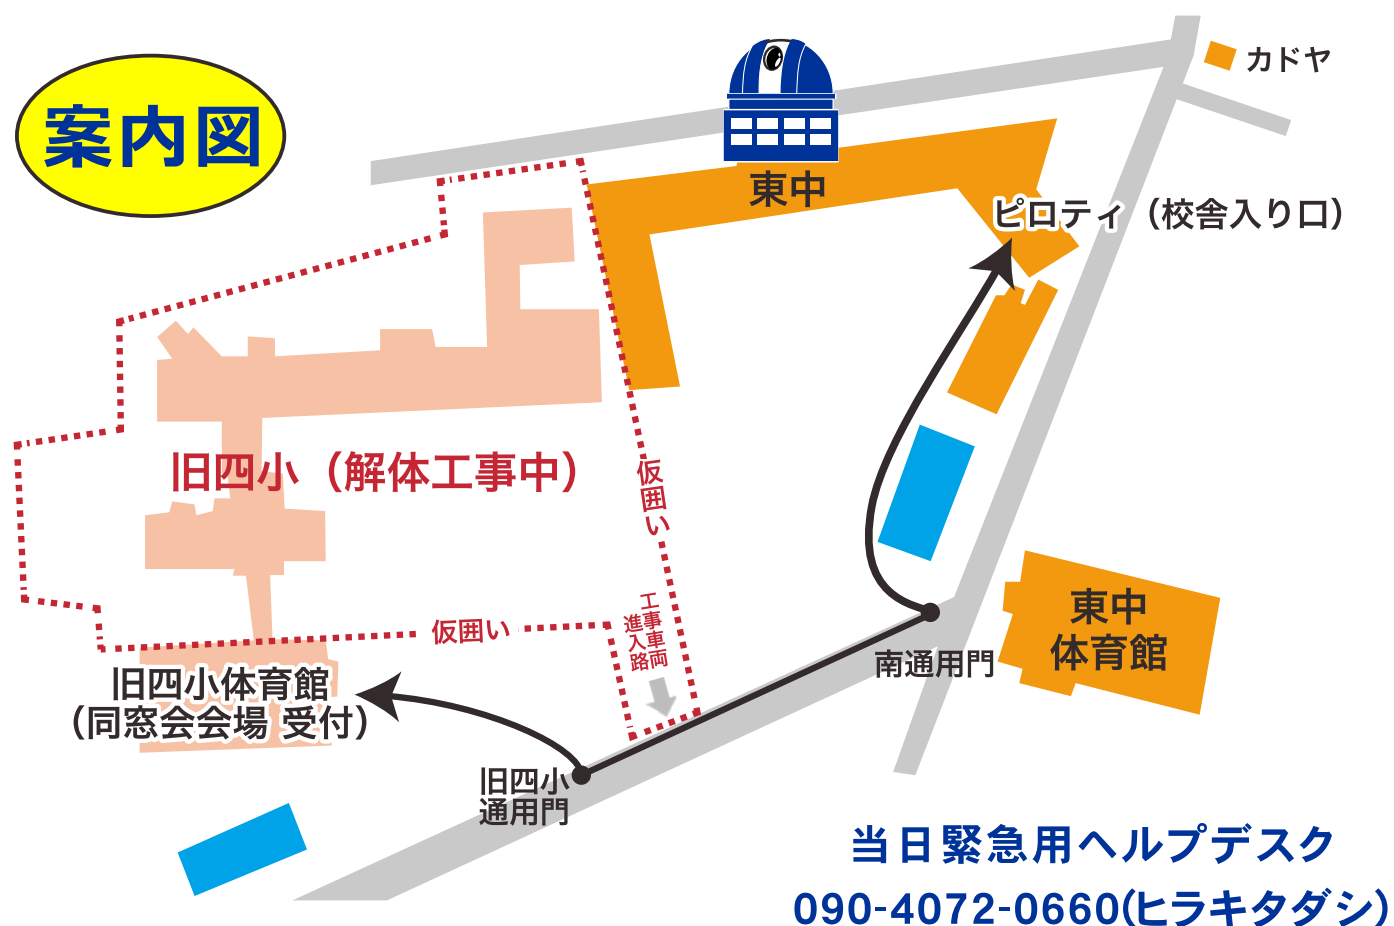 案内図
カドヤ
東中
ピロティ（校舎入り口）
旧四小（解体工事中）
仮囲い
工事車両
進入路
仮囲い
東中
体育館
南通用門
旧四小体育館
（同窓会会場 受付）
旧四小
通用門
当日緊急用ヘルプデスク
090-4072-0660(ヒラキタダシ)